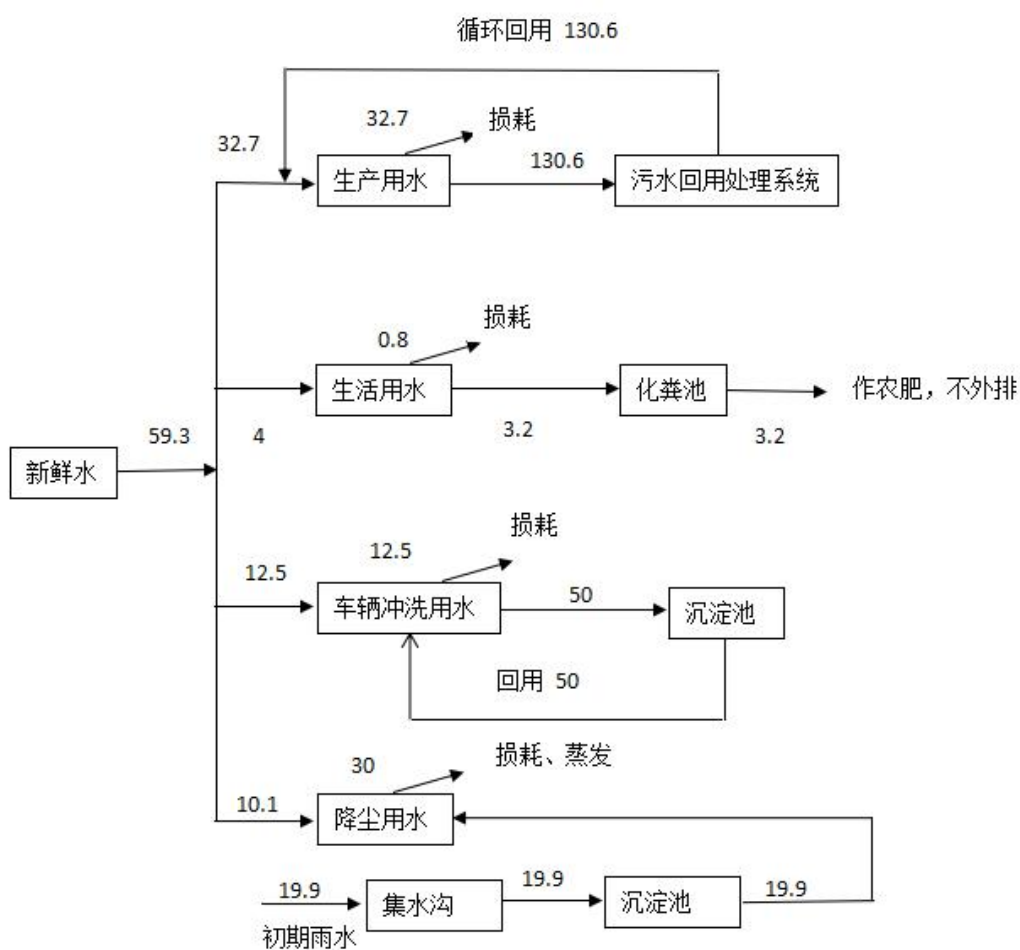 循环回用 130.6
32.7
损耗
32.7
130.6
生产用水
污水回用处理系统
损耗
0.8
生活用水
化粪池
作农肥，不外排
59.3
4
3.2
3.2
新鲜水
损耗
12.5
12.5
50
车辆冲洗用水
沉淀池
回用 50
损耗、蒸发
30
10.1
降尘用水
19.9
19.9
19.9
集水沟
沉淀池
初期雨水